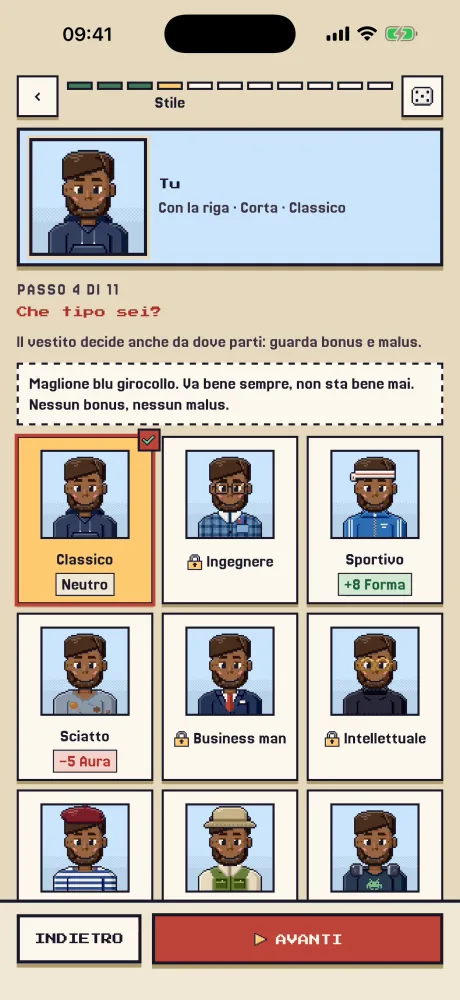 09:41
Stile
Tu
Con la riga · Corta · Classico
PASSO 4 DI 11
Che tipo sei?
Il vestito decide anche da dove parti: guarda bonus e malus.
Maglione blu girocollo. Va bene sempre, non sta bene mai.
Nessun bonus, nessun malus.
Classico
Neutro
Ingegnere
Sportivo
+8 Forma
Sciatto
−5 Aura
Business man
Intellettuale
INDIETRO
AVANTI